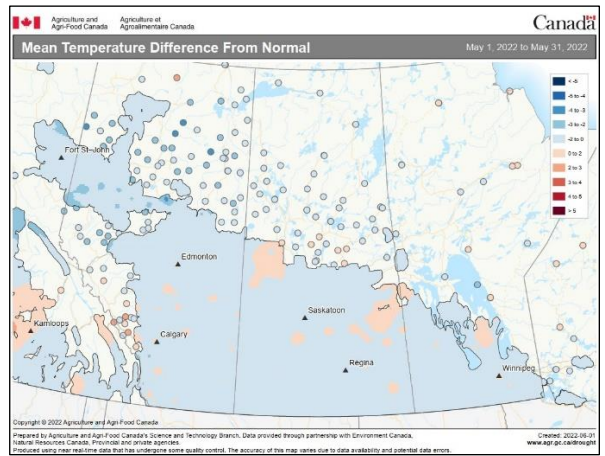 Agriculture and
Agri-Food Canada
Agriculture et
Agroalimentaire Canada
Canada
Mean Temperature Difference From Normal
May 1, 2022 to May 31, 2022
< -5
-5 to -4
-4 to -3
-3 to -2
-2 to 0
0 to 2
2 to 3
3 to 4
4 to 5
> 5
Fort St-John
Edmonton
Saskatoon
Kamloops
Calgary
Regina
Winnipeg
Copyright © 2022 Agriculture and Agri-Food Canada
Prepared by Agriculture and Agri-Food Canada's Science and Technology Branch. Data provided through partnership with Environment Canada,
Natural Resources Canada, Provincial and private agencies.
Produced using near real-time data that has undergone some quality control. The accuracy of this map varies due to data availability and potential data errors.
Created: 2022-06-01
www.agr.gc.ca/drought